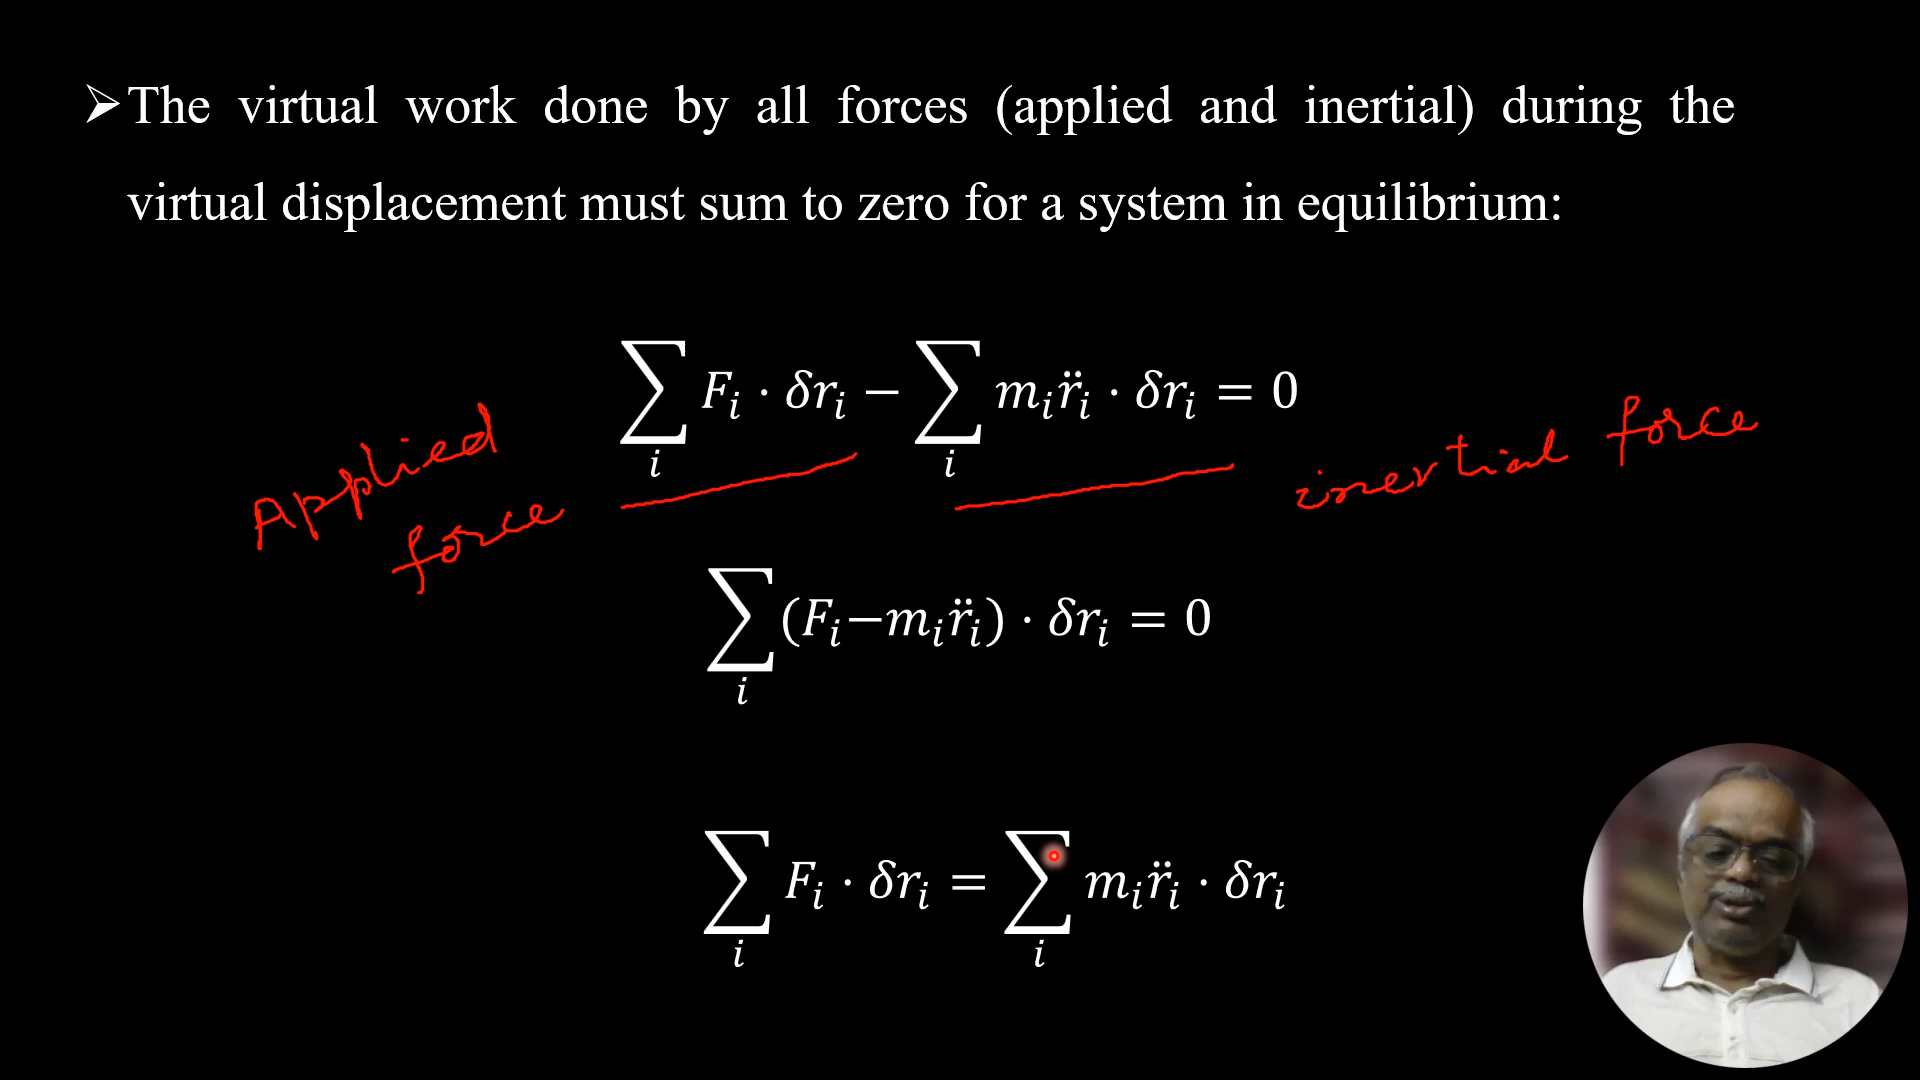 ➢The virtual work done by all forces (applied and inertial) during the
virtual displacement must sum to zero for a system in equilibrium:
∑ᵢ Fᵢ · δrᵢ − ∑ᵢ mᵢr̈ᵢ · δrᵢ = 0
Applied
force
inertial force
∑ᵢ (Fᵢ−mᵢr̈ᵢ) · δrᵢ = 0
∑ᵢ Fᵢ · δrᵢ = ∑ᵢ mᵢr̈ᵢ · δrᵢ